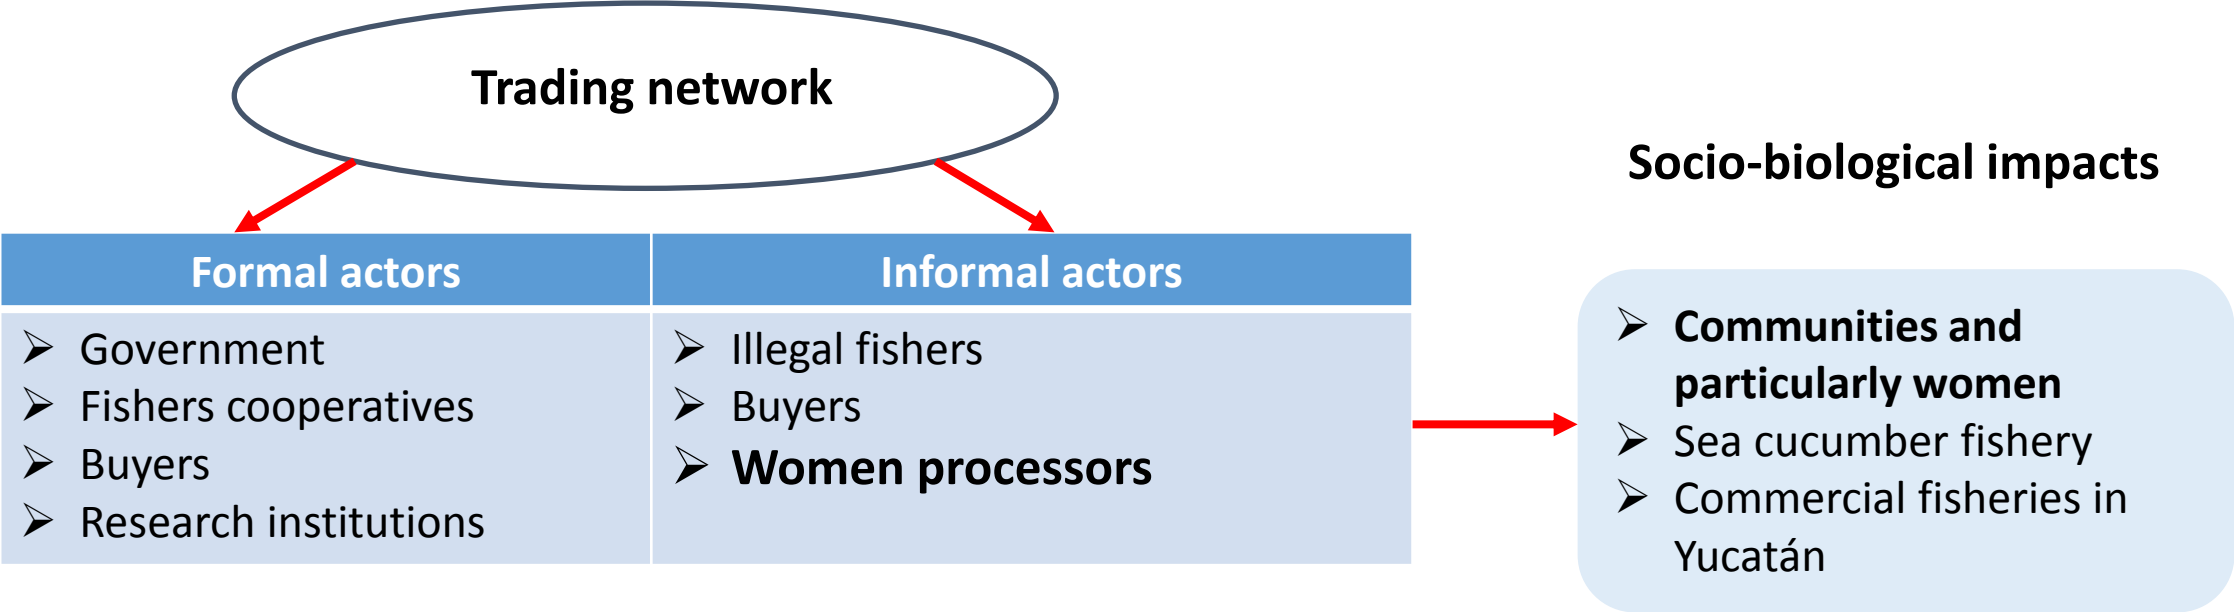 Trading network
Socio-biological impacts
Formal actors
Informal actors
➢ Government
➢ Fishers cooperatives
➢ Buyers
➢ Research institutions
➢ Illegal fishers
➢ Buyers
➢ Women processors
➢ Communities and
particularly women
➢ Sea cucumber fishery
➢ Commercial fisheries in
Yucatán